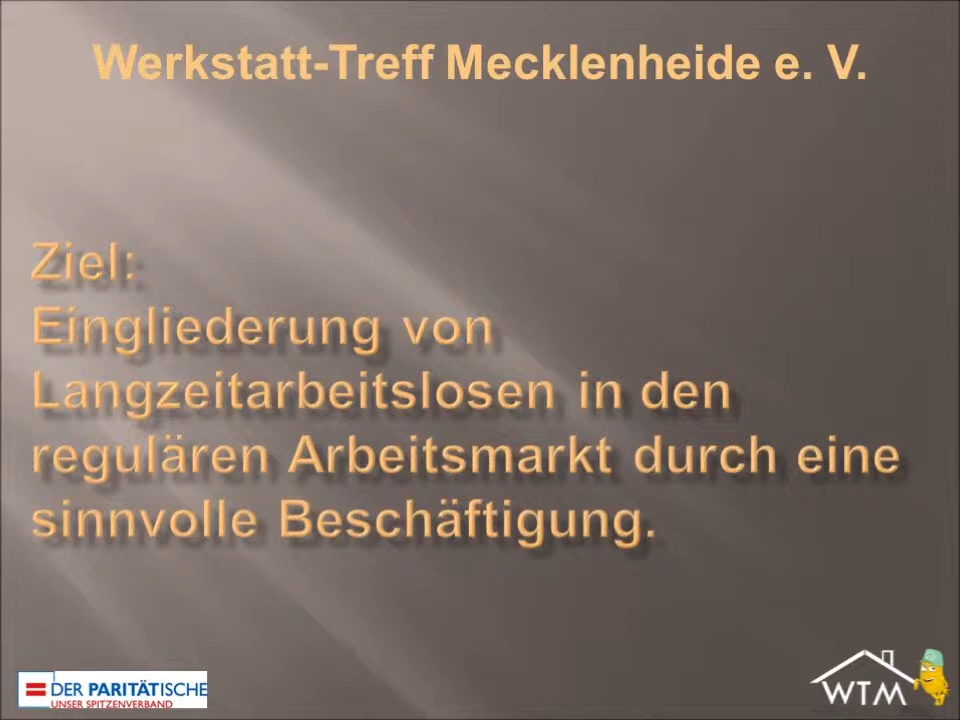 Werkstatt-Treff Mecklenheide e. V.
Ziel:
Eingliederung von
Langzeitarbeitslosen in den
regulären Arbeitsmarkt durch eine
sinnvolle Beschäftigung.
DER PARITÄTISCHE
UNSER SPITZENVERBAND
WTM